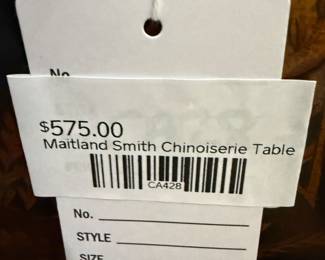 No.
$575.00
Maitland Smith Chinoiserie Table
CA428
No.
STYLE
SIZE